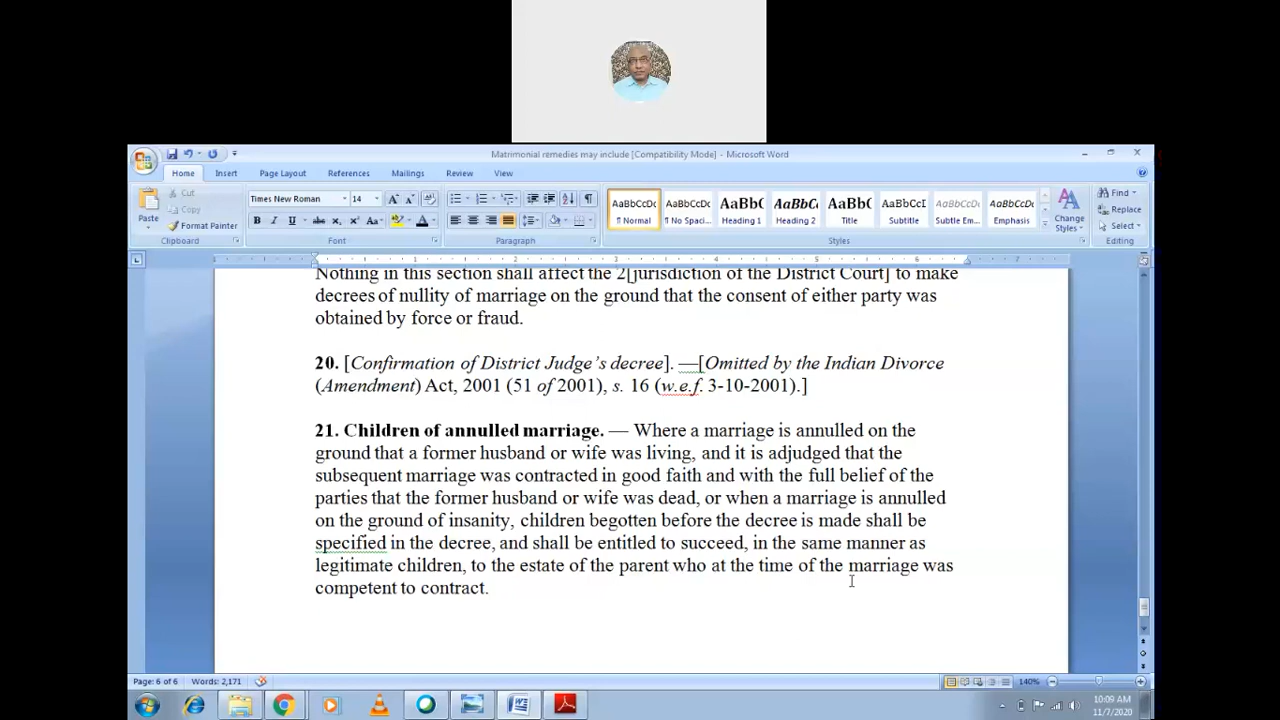 Matrimonial remedies may include [Compatibility Mode] - Microsoft Word
Home Insert Page Layout References Mailings Review View
Paste
Cut
Copy
Format Painter
Clipboard
Times New Roman 14
Font
Paragraph
AaBbCcDc AaBbCcDc AaBbC AaBbCc AaBbC AaBbCcI AaBbCcDc AaBbCcDc
¶ Normal ¶ No Spaci... Heading 1 Heading 2 Title Subtitle Subtle Em... Emphasis
Change
Styles
Styles
Find
Replace
Select
Editing
Nothing in this section shall affect the 2[jurisdiction of the District Court] to make
decrees of nullity of marriage on the ground that the consent of either party was
obtained by force or fraud.
20. [Confirmation of District Judge’s decree]. —[Omitted by the Indian Divorce
(Amendment) Act, 2001 (51 of 2001), s. 16 (w.e.f. 3-10-2001).]
21. Children of annulled marriage. — Where a marriage is annulled on the
ground that a former husband or wife was living, and it is adjudged that the
subsequent marriage was contracted in good faith and with the full belief of the
parties that the former husband or wife was dead, or when a marriage is annulled
on the ground of insanity, children begotten before the decree is made shall be
specified in the decree, and shall be entitled to succeed, in the same manner as
legitimate children, to the estate of the parent who at the time of the marriage was
competent to contract.
Page: 6 of 6 Words: 2,171 140%
10:09 AM
11/7/2020